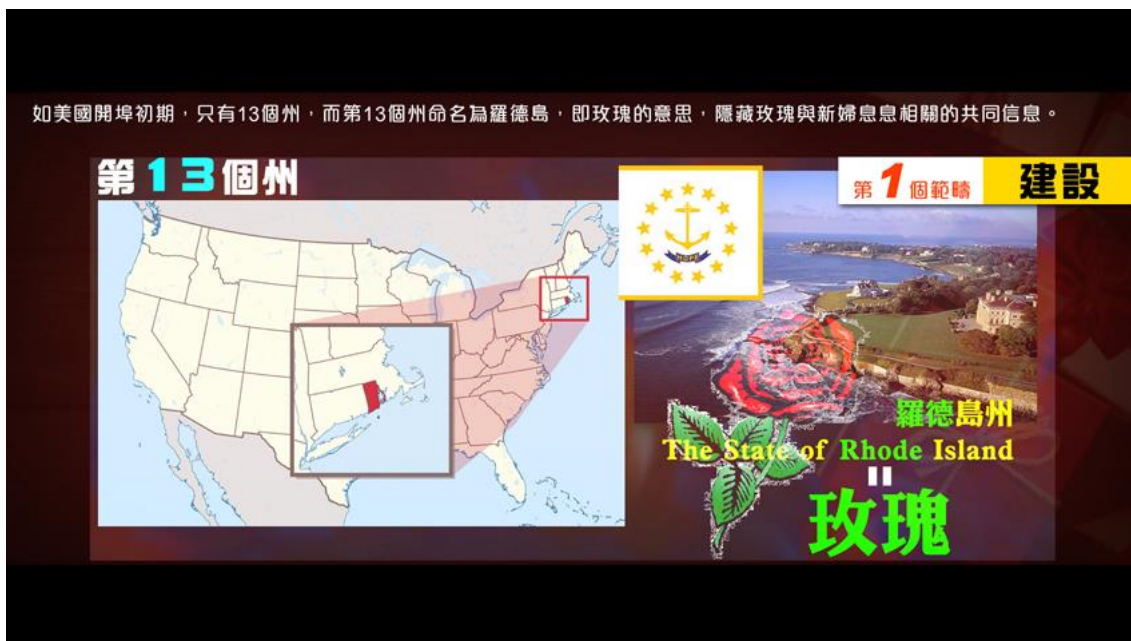 如美國開埠初期，只有13個州，而第13個州命名為羅德島，即玫瑰的意思，隱藏玫瑰與新婦息息相關的共同信息。
第13個州
第1個範疇 建設
HOPE
羅德島州
The State of Rhode Island
=
玫瑰